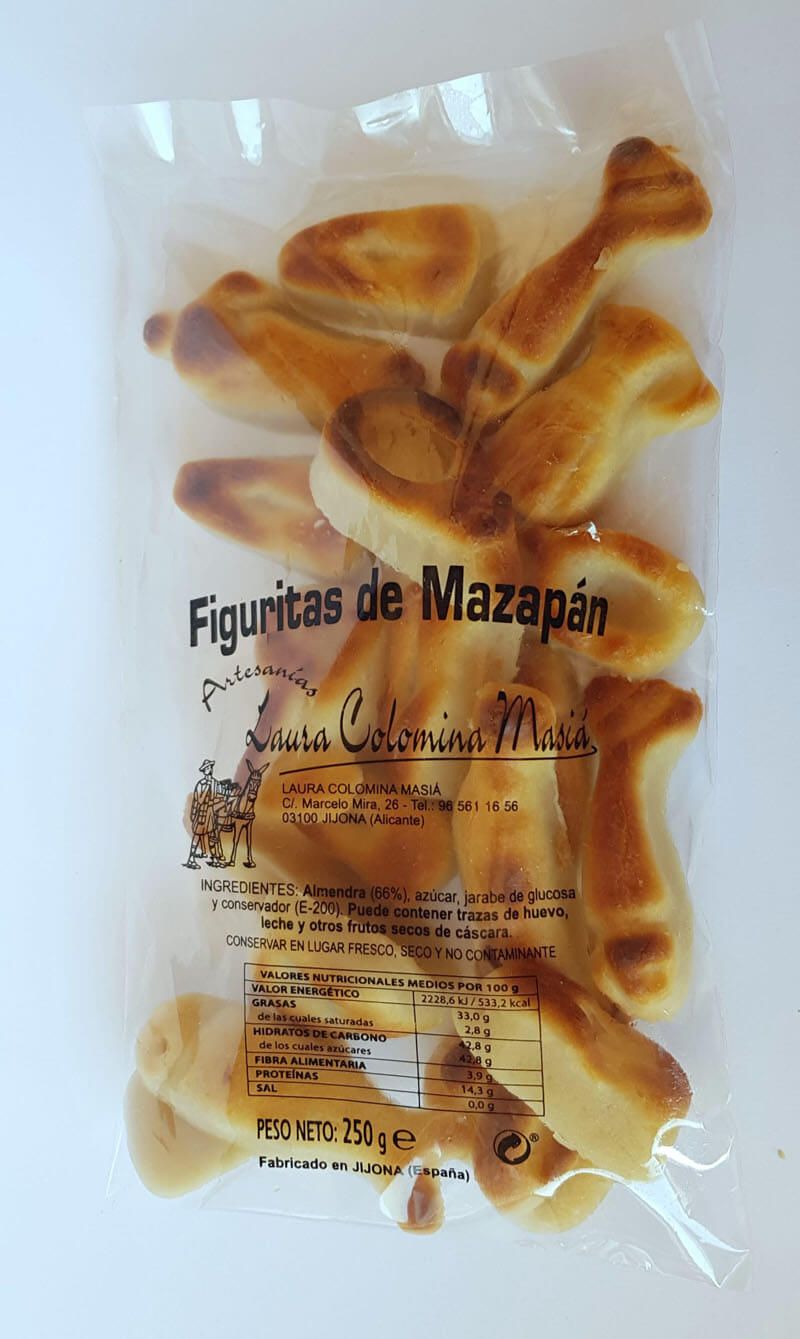 Figuritas de Mazapán
Artesanías
Laura Colomina Masiá
LAURA COLOMINA MASIÁ
C/. Marcelo Mira, 26 - Tel.: 96 561 16 56
03100 JIJONA (Alicante)
INGREDIENTES: Almendra (66%), azúcar, jarabe de glucosa
y conservador (E-200). Puede contener trazas de huevo,
leche y otros frutos secos de cáscara.
CONSERVAR EN LUGAR FRESCO, SECO Y NO CONTAMINANTE
VALORES NUTRICIONALES MEDIOS POR 100 g
VALOR ENERGÉTICO 2228,6 kJ / 533,2 kcal
GRASAS 33,0 g
de las cuales saturadas 2,8 g
HIDRATOS DE CARBONO 42,8 g
de los cuales azúcares 42,8 g
FIBRA ALIMENTARIA 3,9 g
PROTEÍNAS 14,3 g
SAL 0,0 g
PESO NETO: 250 g e
Fabricado en JIJONA (España)